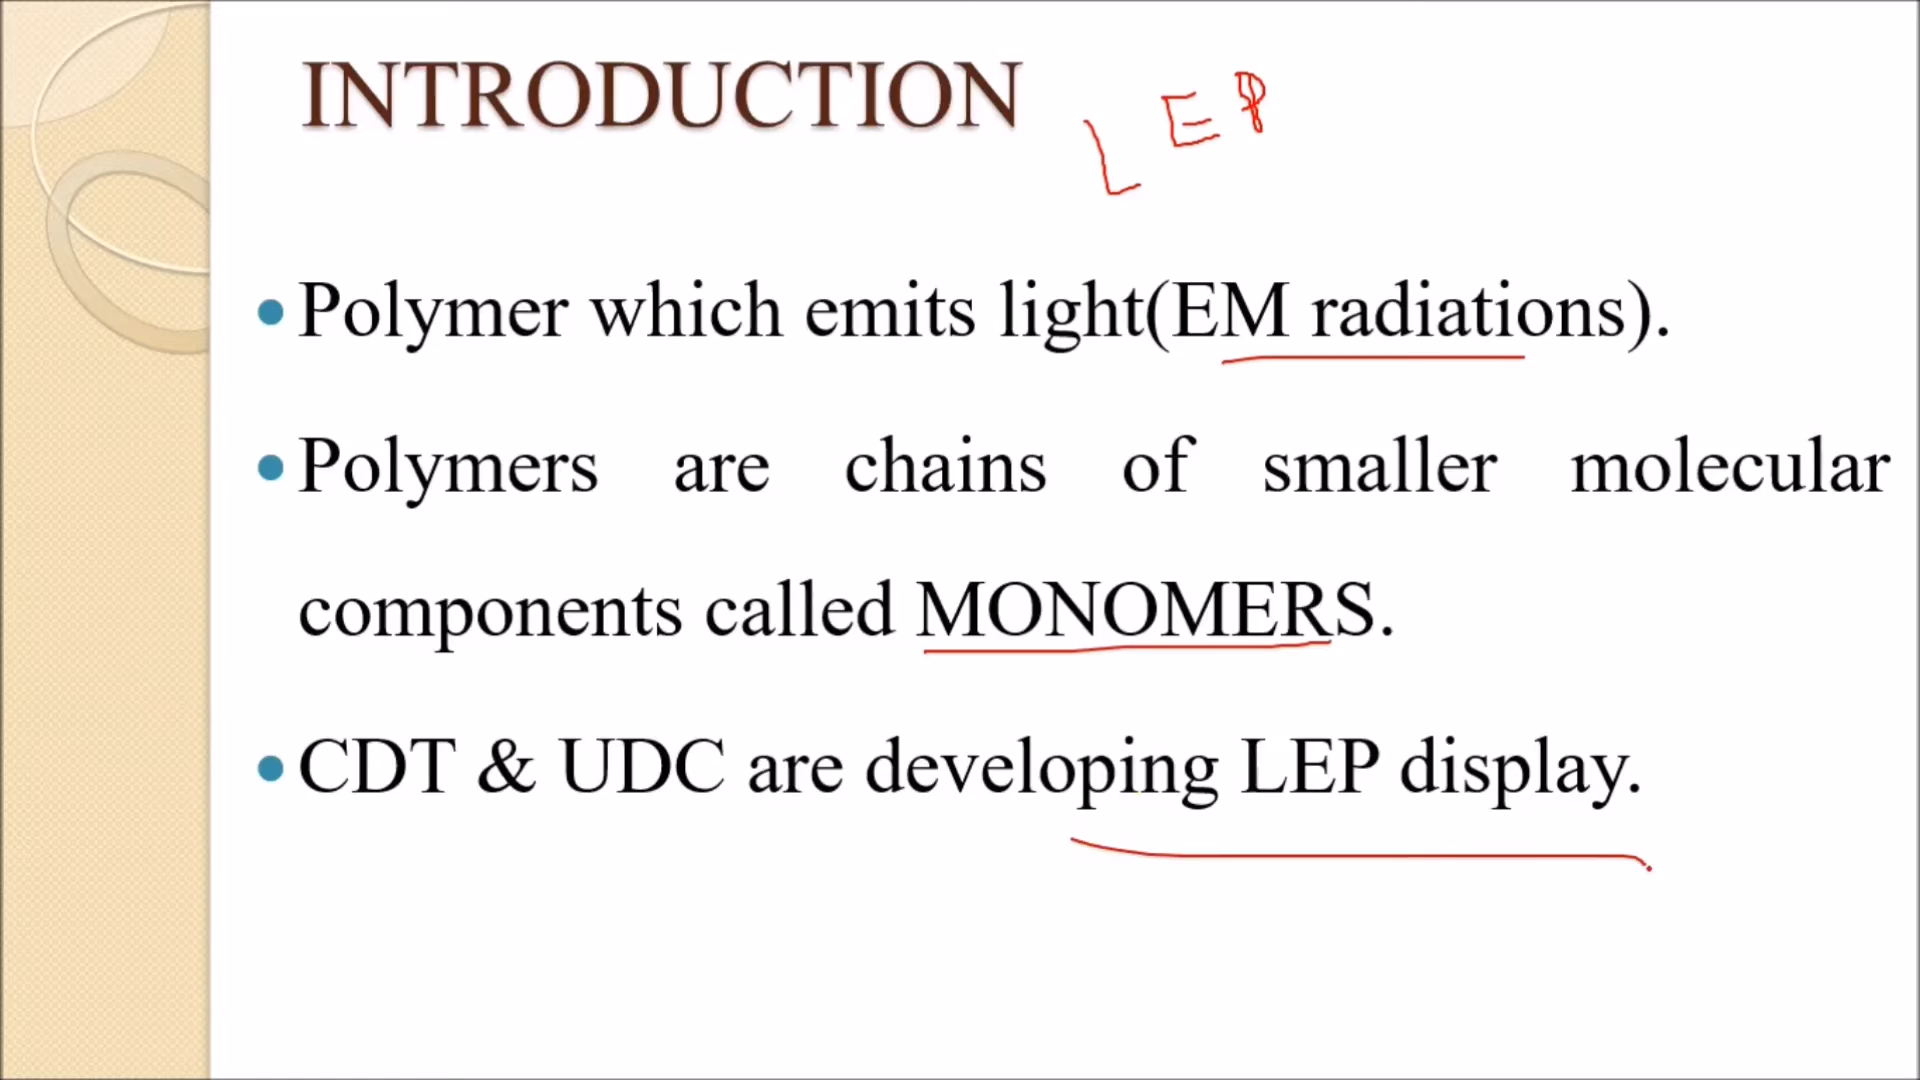 INTRODUCTION
LEP
Polymer which emits light(EM radiations).
Polymers are chains of smaller molecular
components called MONOMERS.
CDT & UDC are developing LEP display.